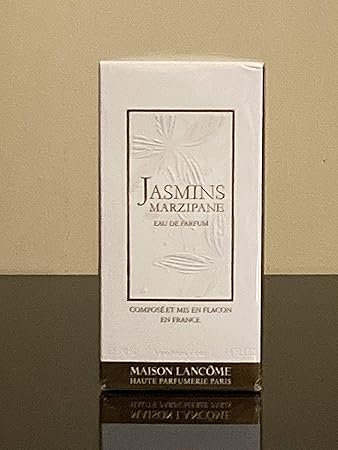 JASMINS
MARZIPANE
EAU DE PARFUM
COMPOSÉ ET MIS EN FLACON
EN FRANCE
MAISON LANCÔME
HAUTE PARFUMERIE PARIS